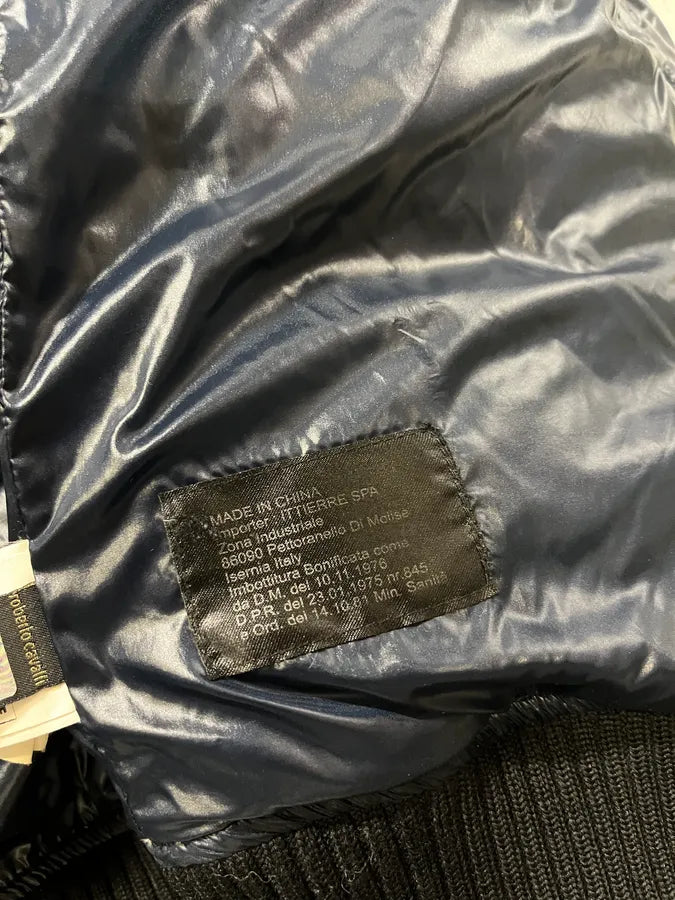 MADE IN CHINA
Importer : ITTIERRE SPA
Zona Industriale
86090 Pettoranello Di Molise
Isernia Italy
Imbottitura Bonificata come
da D.M. del 10.11.1976
D.P.R. del 23.01.1975 nr.845
e Ord. del 14.10.81 Min. Sanità
roberto cavalli